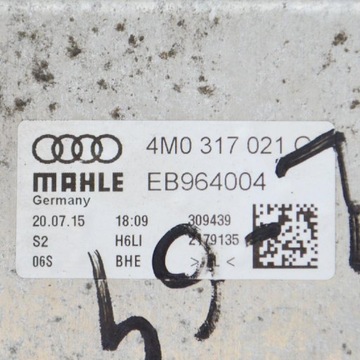 4M0 317 021
MAHLE EB964004
Germany
20.07.15 18:09 309439
S2 H6LI 2179135
06S BHE > <